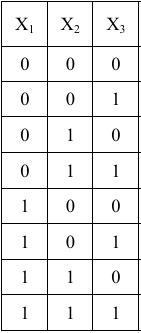 X₁ X₂ X₃
0 0 0
0 0 1
0 1 0
0 1 1
1 0 0
1 0 1
1 1 0
1 1 1